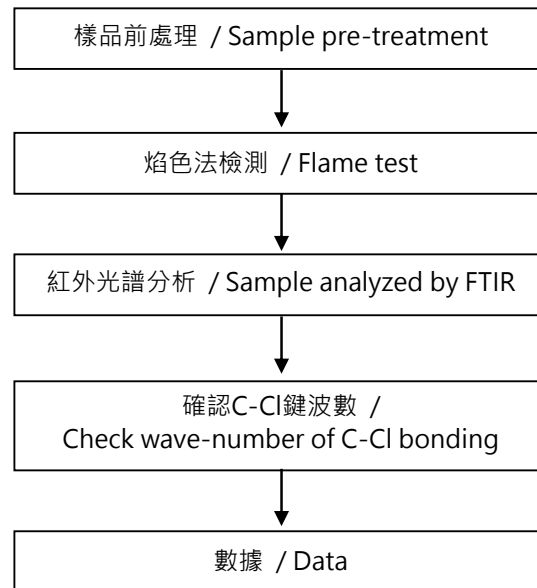 樣品前處理 / Sample pre-treatment
焰色法檢測 / Flame test
紅外光譜分析 / Sample analyzed by FTIR
確認C-Cl鍵波數 /
Check wave-number of C-Cl bonding
數據 / Data